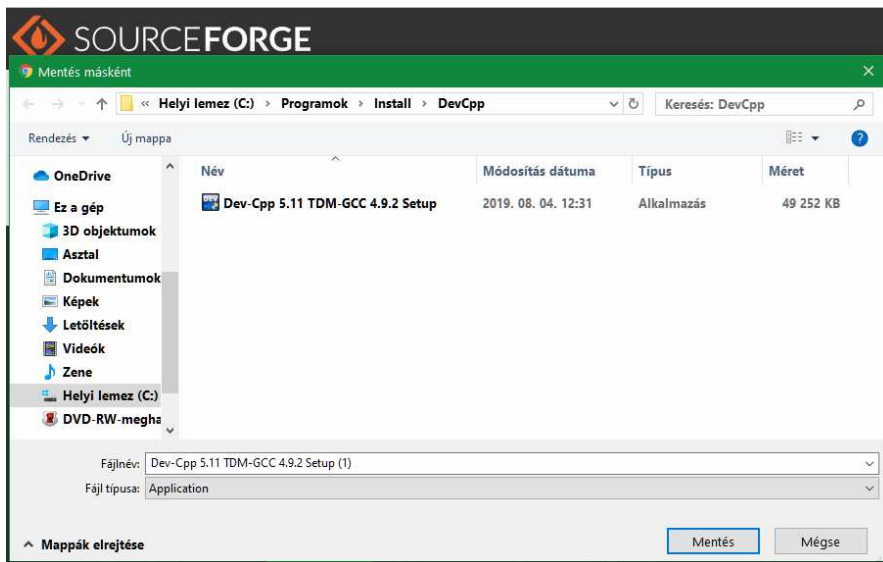 SOURCEFORGE
Mentés másként
« Helyi lemez (C:) › Programok › Install › DevCpp
Keresés: DevCpp
Rendezés
Új mappa
Név Módosítás dátuma Típus Méret
Dev-Cpp 5.11 TDM-GCC 4.9.2 Setup 2019. 08. 04. 12:31 Alkalmazás 49 252 KB
OneDrive
Ez a gép
3D objektumok
Asztal
Dokumentumok
Képek
Letöltések
Videók
Zene
Helyi lemez (C:)
DVD-RW-megha
Fájlnév: Dev-Cpp 5.11 TDM-GCC 4.9.2 Setup (1)
Fájl típusa: Application
Mappák elrejtése
Mentés Mégse